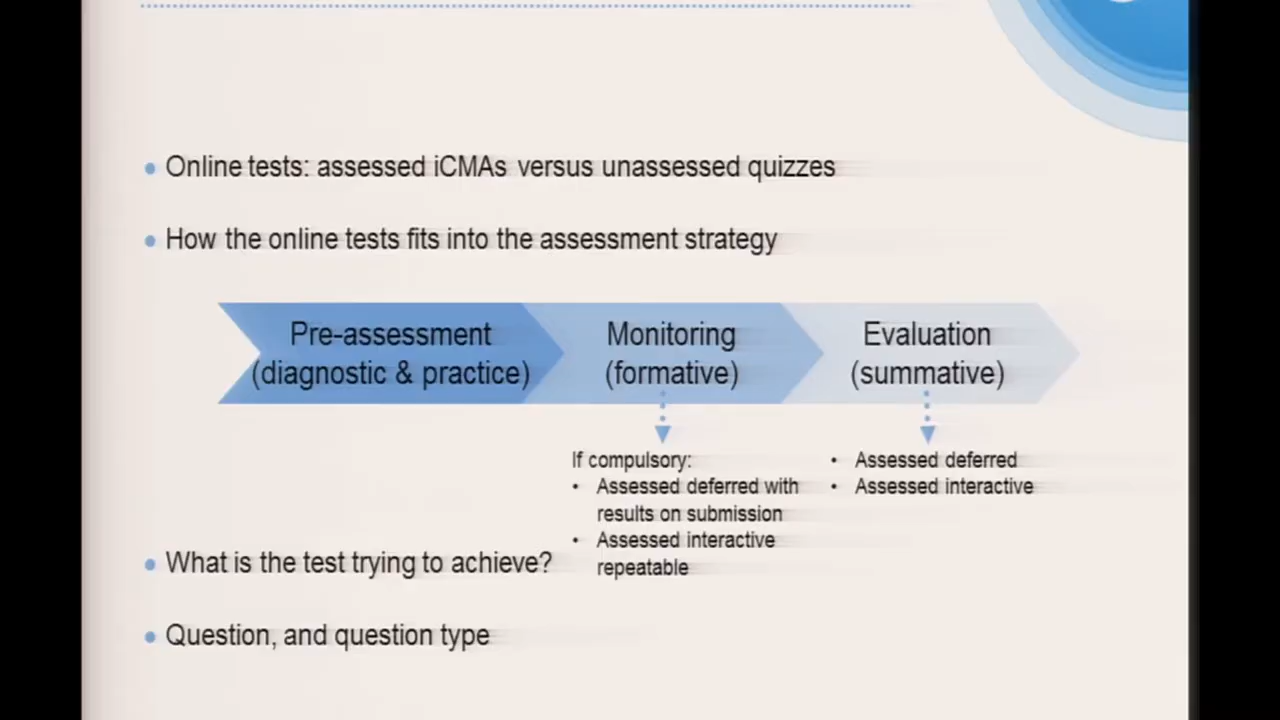 Online tests: assessed iCMAs versus unassessed quizzes
How the online tests fits into the assessment strategy
Pre-assessment
(diagnostic & practice)
Monitoring
(formative)
Evaluation
(summative)
If compulsory:
• Assessed deferred with
results on submission
• Assessed interactive
repeatable
• Assessed deferred
• Assessed interactive
What is the test trying to achieve?
Question, and question type